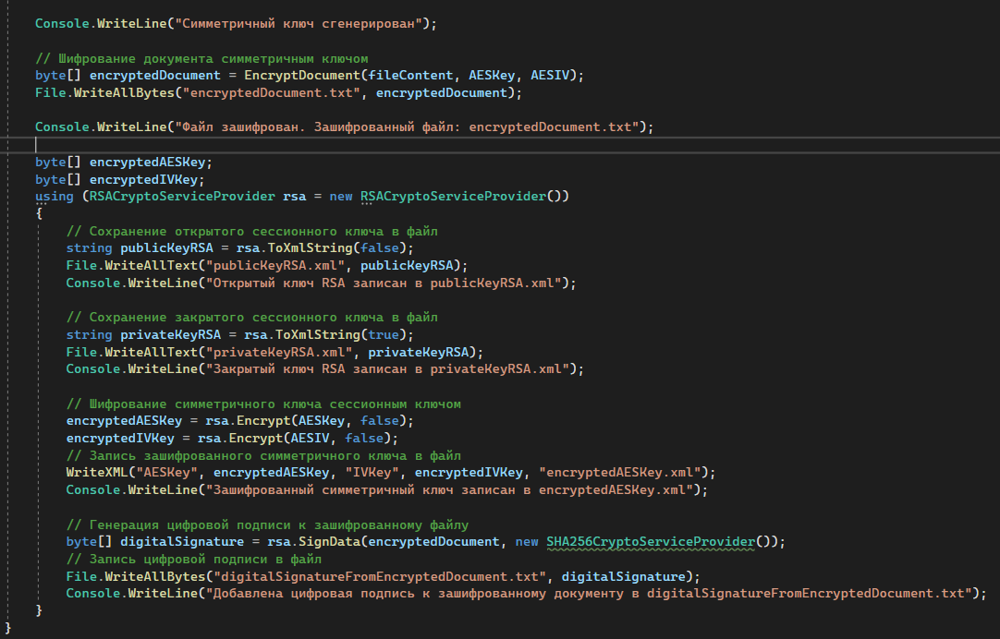 Console.WriteLine("Симметричный ключ сгенерирован");
// Шифрование документа симметричным ключом
byte[] encryptedDocument = EncryptDocument(fileContent, AESKey, AESIV);
File.WriteAllBytes("encryptedDocument.txt", encryptedDocument);
Console.WriteLine("Файл зашифрован. Зашифрованный файл: encryptedDocument.txt");
byte[] encryptedAESKey;
byte[] encryptedIVKey;
using (RSACryptoServiceProvider rsa = new RSACryptoServiceProvider())
{
// Сохранение открытого сессионного ключа в файл
string publicKeyRSA = rsa.ToXmlString(false);
File.WriteAllText("publicKeyRSA.xml", publicKeyRSA);
Console.WriteLine("Открытый ключ RSA записан в publicKeyRSA.xml");
// Сохранение закрытого сессионного ключа в файл
string privateKeyRSA = rsa.ToXmlString(true);
File.WriteAllText("privateKeyRSA.xml", privateKeyRSA);
Console.WriteLine("Закрытый ключ RSA записан в privateKeyRSA.xml");
// Шифрование симметричного ключа сессионным ключом
encryptedAESKey = rsa.Encrypt(AESKey, false);
encryptedIVKey = rsa.Encrypt(AESIV, false);
// Запись зашифрованного симметричного ключа в файл
WriteXML("AESKey", encryptedAESKey, "IVKey", encryptedIVKey, "encryptedAESKey.xml");
Console.WriteLine("Зашифрованный симметричный ключ записан в encryptedAESKey.xml");
// Генерация цифровой подписи к зашифрованному файлу
byte[] digitalSignature = rsa.SignData(encryptedDocument, new SHA256CryptoServiceProvider());
// Запись цифровой подписи в файл
File.WriteAllBytes("digitalSignatureFromEncryptedDocument.txt", digitalSignature);
Console.WriteLine("Добавлена цифровая подпись к зашифрованному документу в digitalSignatureFromEncryptedDocument.txt");
}
}